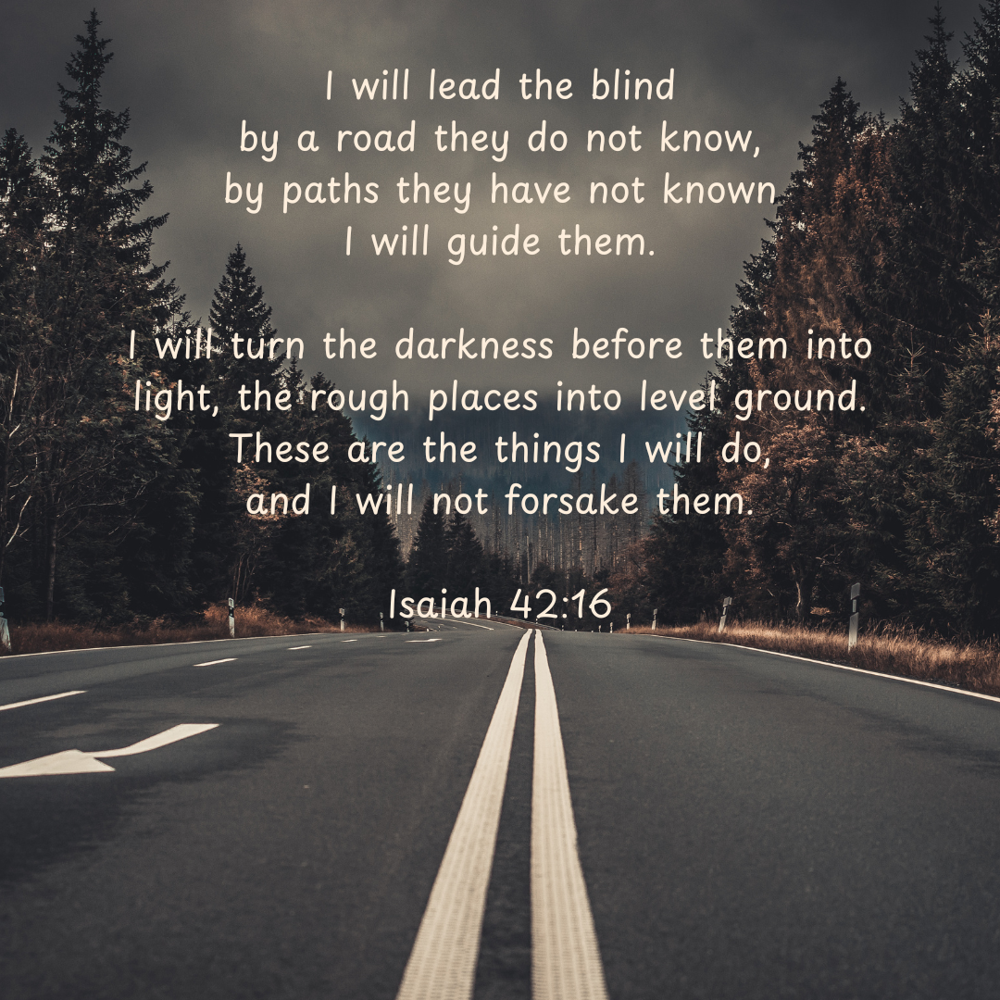 I will lead the blind
by a road they do not know,
by paths they have not known
I will guide them.
I will turn the darkness before them into
light, the rough places into level ground.
These are the things I will do,
and I will not forsake them.
Isaiah 42:16